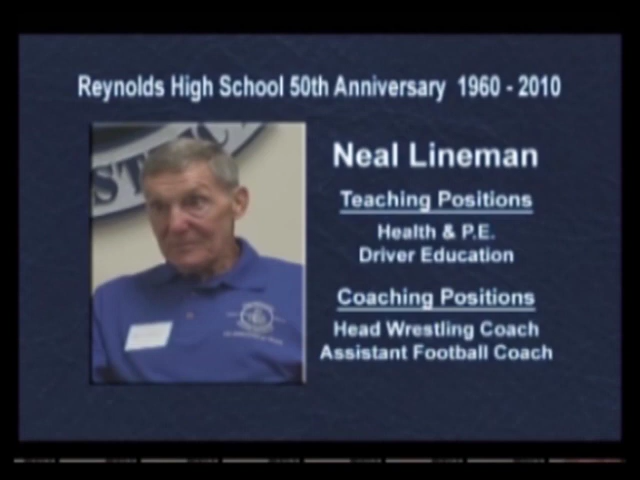 Reynolds High School 50th Anniversary 1960 - 2010
Neal Lineman
Teaching Positions
Health & P.E.
Driver Education
Coaching Positions
Head Wrestling Coach
Assistant Football Coach